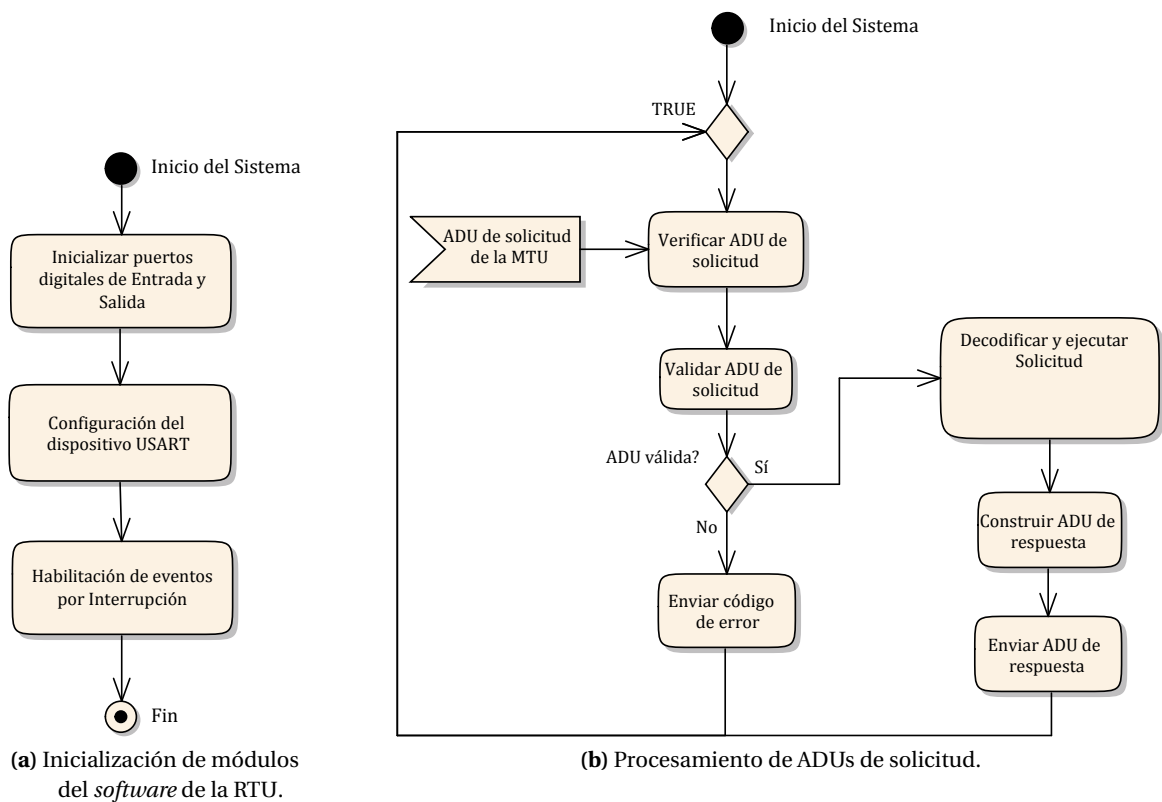 Inicio del Sistema
Inicializar puertos
digitales de Entrada y
Salida
Configuración del
dispositivo USART
Habilitación de eventos
por Interrupción
Fin
(a) Inicialización de módulos
del software de la RTU.
Inicio del Sistema
TRUE
ADU de solicitud
de la MTU
Verificar ADU de
solicitud
Validar ADU de
solicitud
ADU válida?
Sí
No
Enviar código
de error
Decodificar y ejecutar
Solicitud
Construir ADU de
respuesta
Enviar ADU de
respuesta
(b) Procesamiento de ADUs de solicitud.